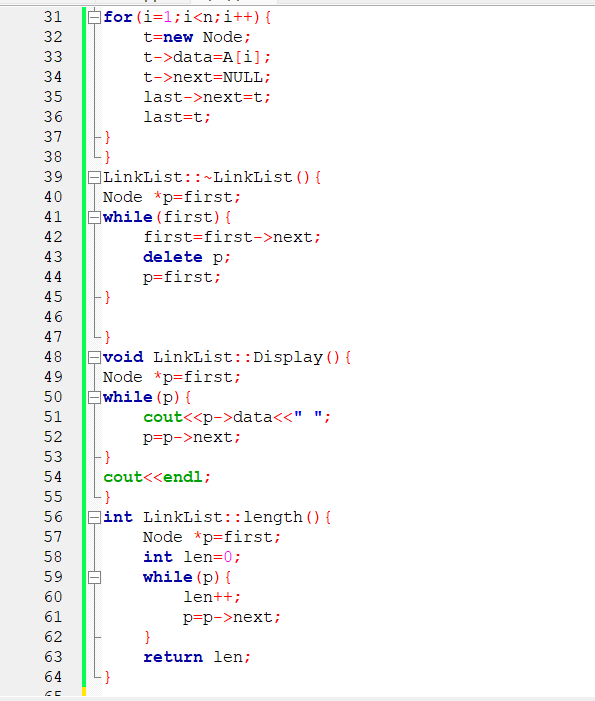 31 for(i=1;i<n;i++){
32 t=new Node;
33 t->data=A[i];
34 t->next=NULL;
35 last->next=t;
36 last=t;
37 }
38 }
39 LinkList::~LinkList(){
40 Node *p=first;
41 while(first){
42 first=first->next;
43 delete p;
44 p=first;
45 }
46
47 }
48 void LinkList::Display(){
49 Node *p=first;
50 while(p){
51 cout<<p->data<<" ";
52 p=p->next;
53 }
54 cout<<endl;
55 }
56 int LinkList::length(){
57 Node *p=first;
58 int len=0;
59 while(p){
60 len++;
61 p=p->next;
62 }
63 return len;
64 }